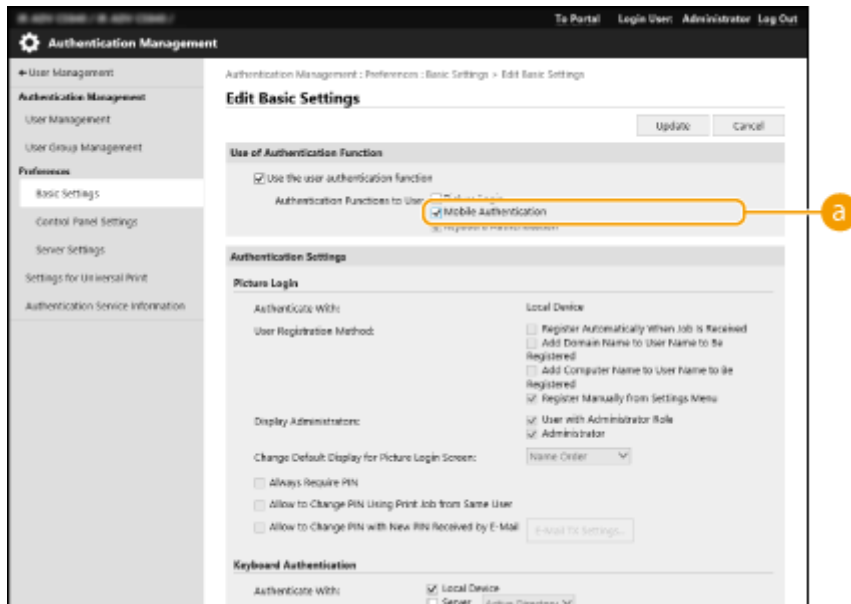 To Portal Login User: Administrator Log Out
Authentication Management
User Management
Authentication Management : Preferences : Basic Settings > Edit Basic Settings
Authentication Management
Edit Basic Settings
User Management
Update Cancel
User Group Management
Use of Authentication Function
Preferences
Use the user authentication function
Basic Settings
Authentication Functions to Use: Picture Login
Mobile Authentication
a
Control Panel Settings
Keyboard Authentication
Server Settings
Authentication Settings
Settings for Universal Print
Picture Login
Authentication Service Information
Authenticate With: Local Device
User Registration Method: Register Automatically When Job Is Received
Add Domain Name to User Name to Be
Registered
Add Computer Name to User Name to Be
Registered
Register Manually from Settings Menu
Display Administrators: User with Administrator Role
Administrator
Change Default Display for Picture Login Screen: Name Order
Always Require PIN
Allow to Change PIN Using Print Job from Same User
Allow to Change PIN with New PIN Received by E-Mail E-Mail TX Settings...
Keyboard Authentication
Authenticate With: Local Device
Server Active Directory